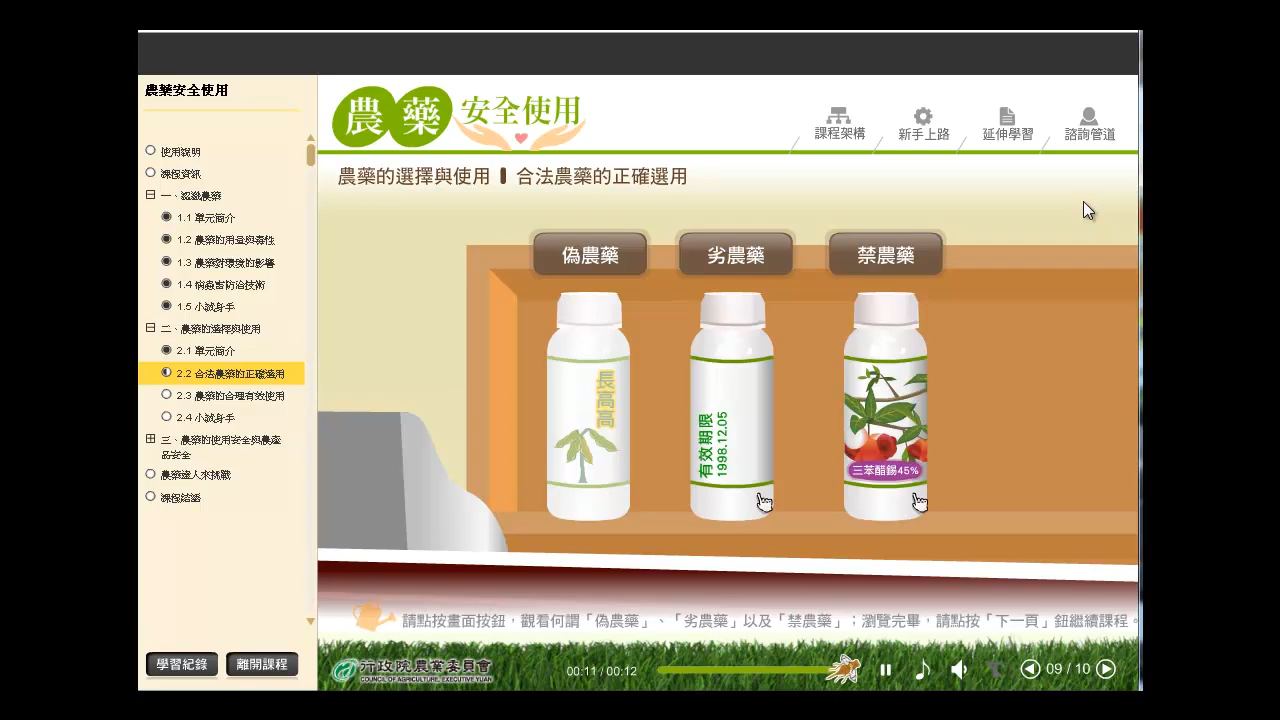 農藥安全使用
使用說明
課程資訊
一、認識農藥
1.1 單元簡介
1.2 農藥的用量與毒性
1.3 農藥對環境的影響
1.4 病蟲害防治技術
1.5 小試身手
二、農藥的選擇與使用
2.1 單元簡介
2.2 合法農藥的正確選用
2.3 農藥的合理有效使用
2.4 小試身手
三、農藥的使用安全與農產
品安全
農藥達人來挑戰
課程結語
學習紀錄
離開課程
農藥安全使用
課程架構
新手上路
延伸學習
諮詢管道
農藥的選擇與使用 合法農藥的正確選用
偽農藥
劣農藥
禁農藥
長高高
有效期限
1998.12.05
三苯醋錫45%
請點按畫面按鈕，觀看何謂「偽農藥」、「劣農藥」以及「禁農藥」；瀏覽完畢，請點按「下一頁」鈕繼續課程。
行政院農業委員會
COUNCIL OF AGRICULTURE, EXECUTIVE YUAN
00:11 / 00:12
09 / 10